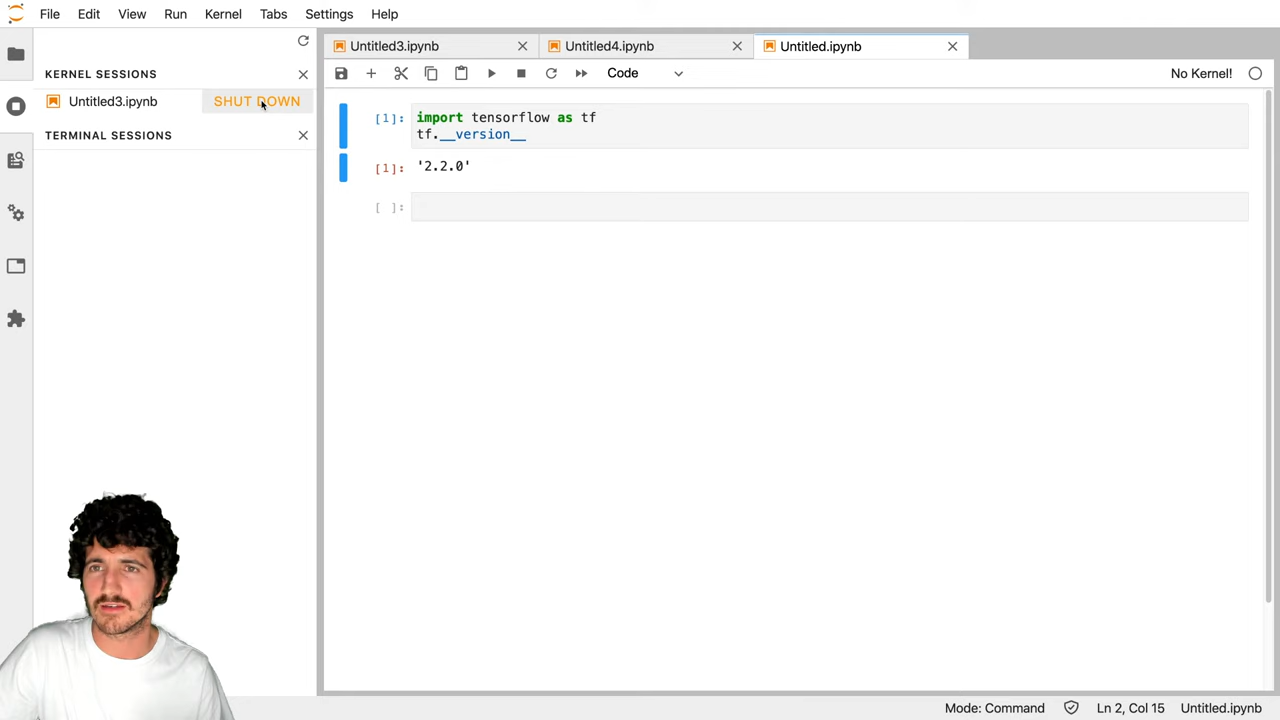 File Edit View Run Kernel Tabs Settings Help
KERNEL SESSIONS
Untitled3.ipynb SHUT DOWN
TERMINAL SESSIONS
Untitled3.ipynb Untitled4.ipynb Untitled.ipynb
Code No Kernel!
[1]: import tensorflow as tf
tf.__version__
[1]: '2.2.0'
[ ]:
Mode: Command Ln 2, Col 15 Untitled.ipynb